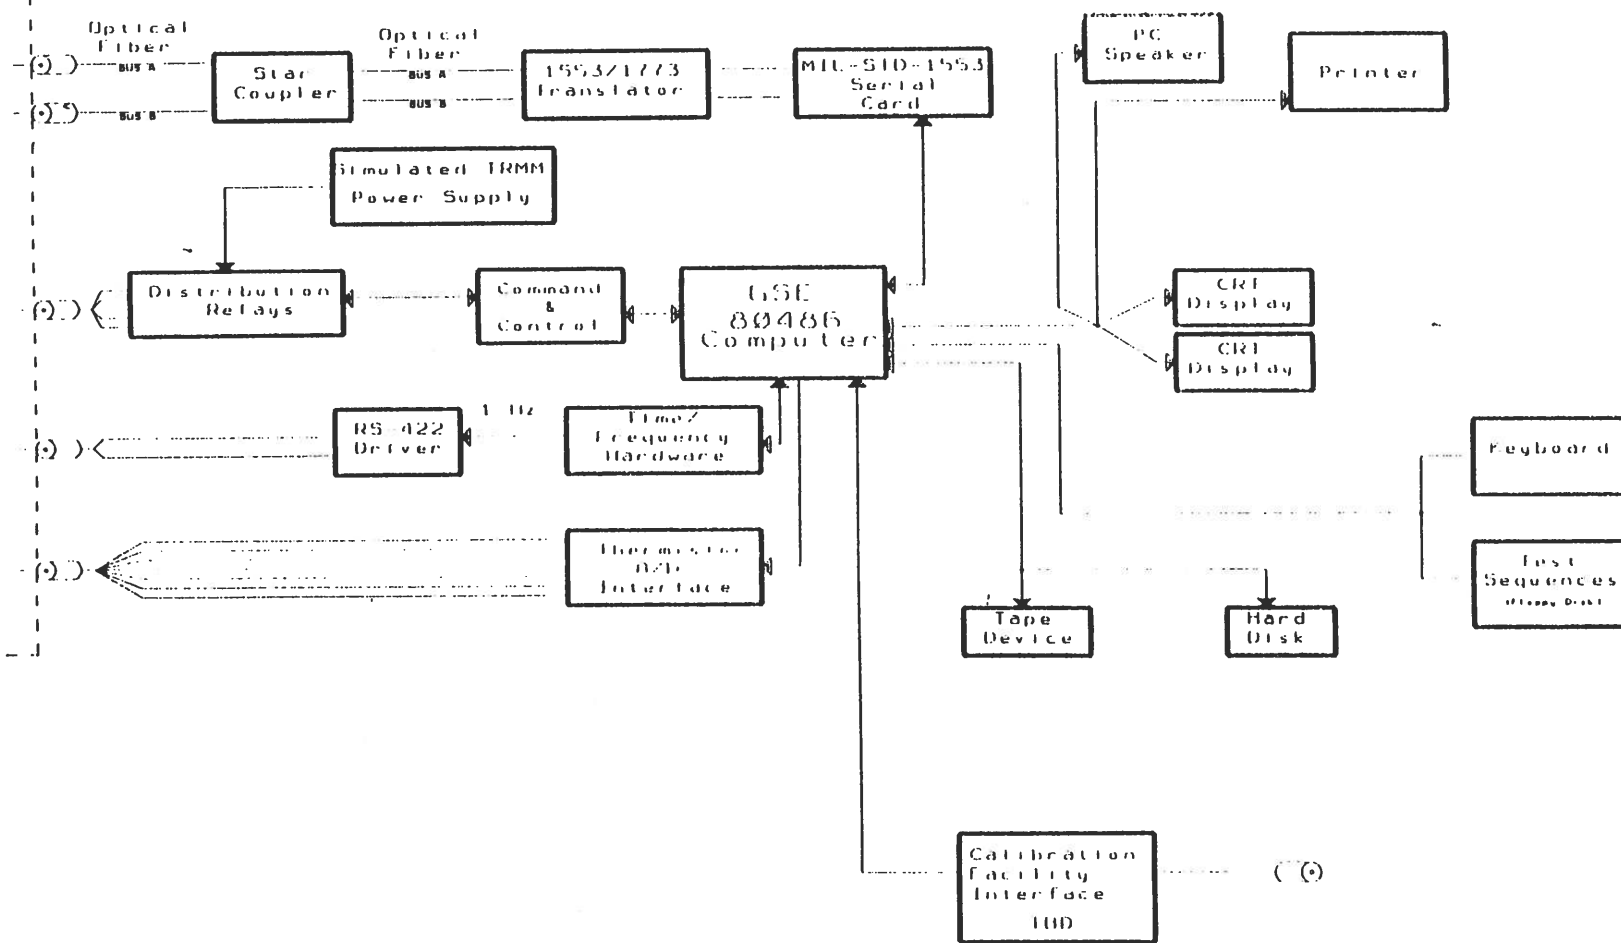 Optical
Fiber
BUS A
BUS B
Star
Coupler
Optical
Fiber
BUS A
BUS B
1553/1773
Translator
MIL-STD-1553
Serial
Card
PC
Speaker
Printer
Simulated TRMM
Power Supply
Distribution
Relays
Command
&
Control
GSE
80486
Computer
CRT
Display
CRT
Display
RS-422
Driver
1 Hz
Time/
Frequency
Hardware
Keyboard
Thermistor
A/D
Interface
Test
Sequences
(Floppy Disk)
Tape
Device
Hard
Disk
Calibration
Facility
Interface
TBD